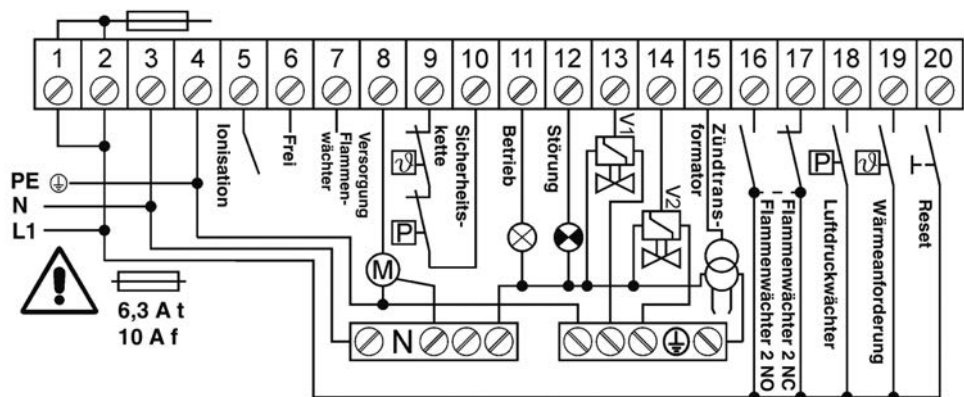 1 2 3 4 5 6 7 8 9 10 11 12 13 14 15 16 17 18 19 20
Ionisation
Frei
Versorgung
Flammen-
wächter
Sicherheits-
kette
ϑ
P
Betrieb
Störung
V1
V2
Zündtrans-
formator
Flammenwächter 2 NO
Flammenwächter 2 NC
Luftdruckwächter
P
Wärmeanforderung
ϑ
Reset
PE
N
L1
M
N
6,3 A t
10 A f